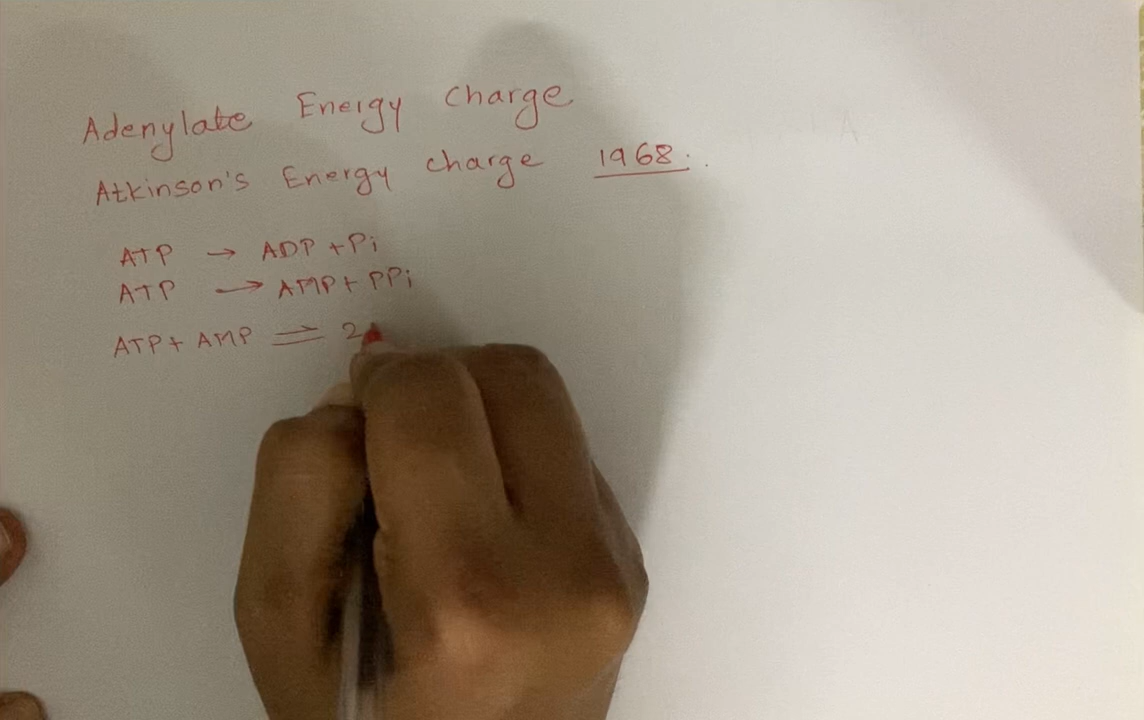 Adenylate Energy charge
Atkinson's Energy charge 1968:.
ATP → ADP + Pi
ATP → AMP + PPi
ATP + AMP ⇌ 2